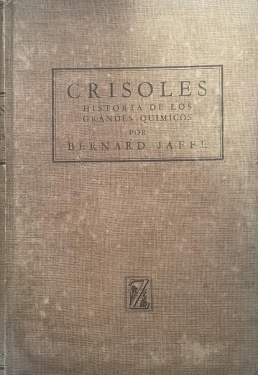 CRISOLES
HISTORIA DE LOS
GRANDES QUIMICOS
POR
BERNARD JAFFE
Z